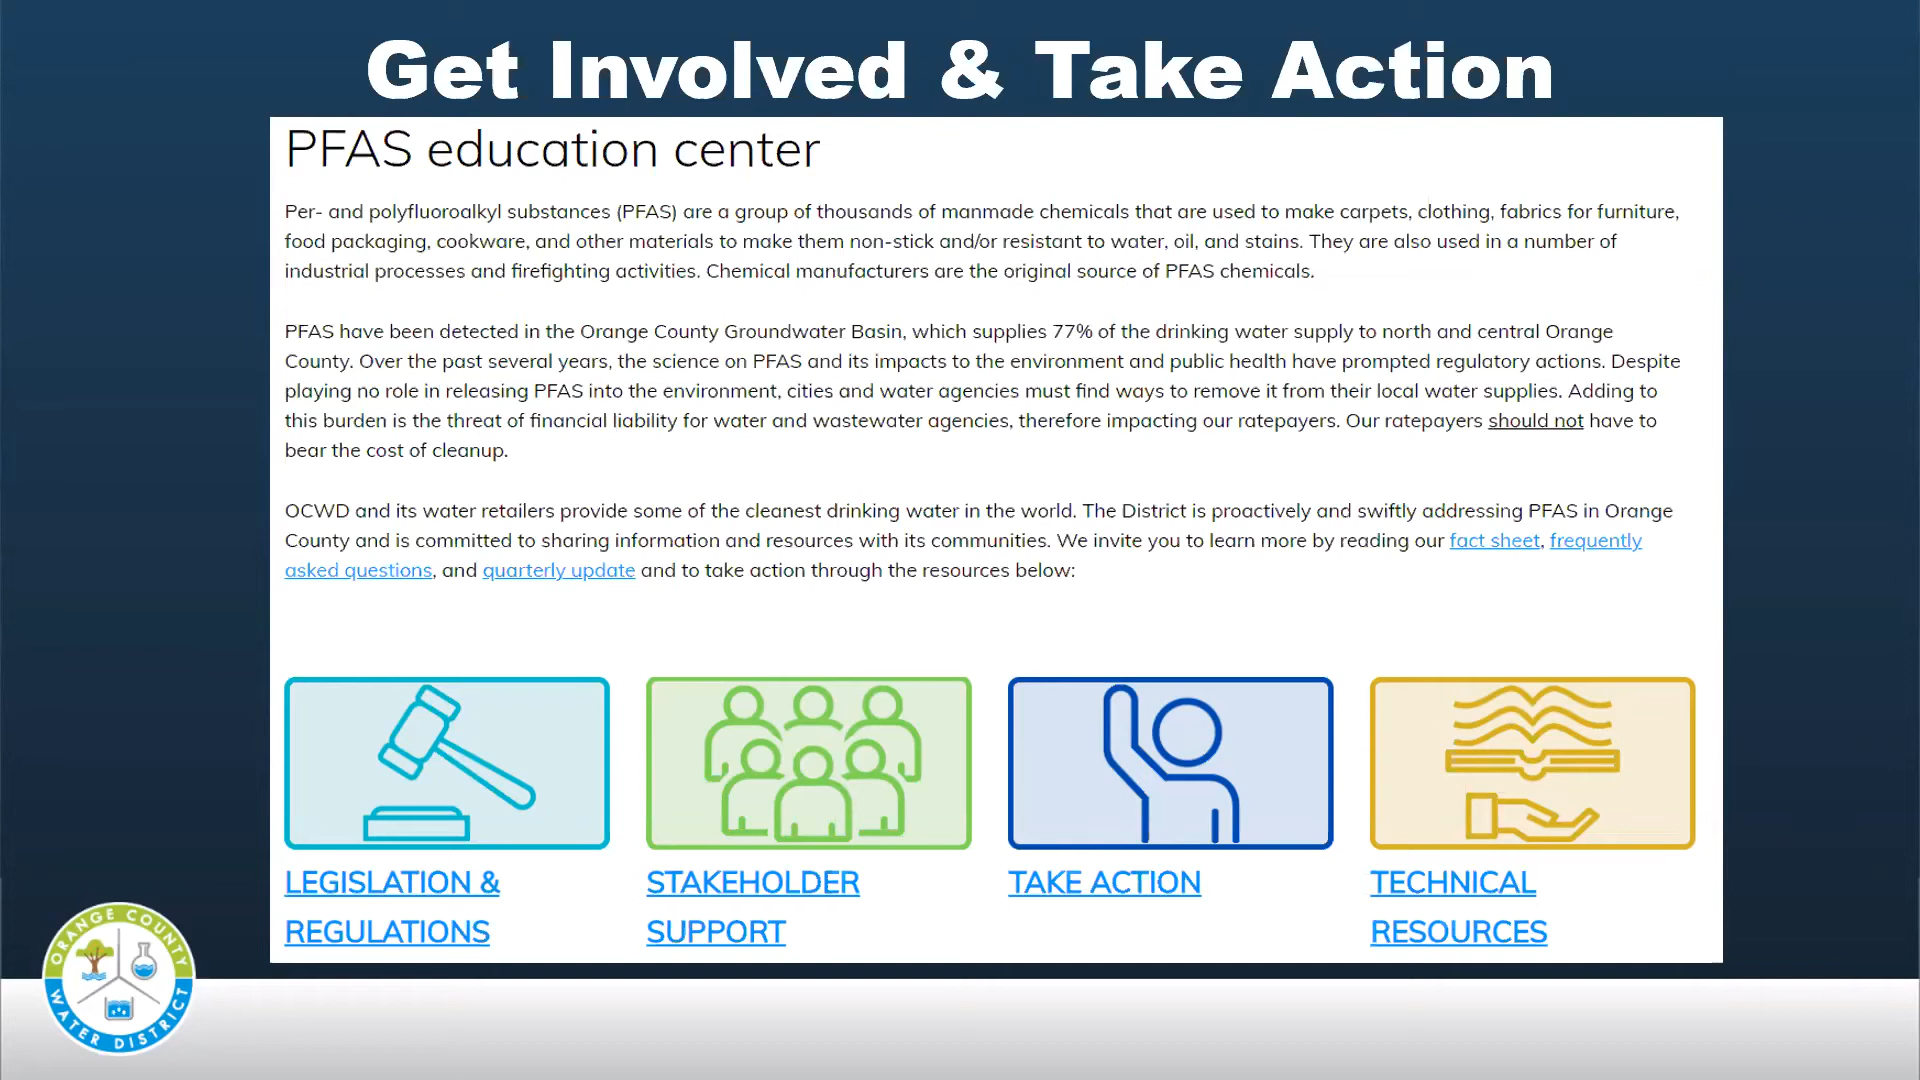 Get Involved & Take Action
PFAS education center
Per- and polyfluoroalkyl substances (PFAS) are a group of thousands of manmade chemicals that are used to make carpets, clothing, fabrics for furniture,
food packaging, cookware, and other materials to make them non-stick and/or resistant to water, oil, and stains. They are also used in a number of
industrial processes and firefighting activities. Chemical manufacturers are the original source of PFAS chemicals.
PFAS have been detected in the Orange County Groundwater Basin, which supplies 77% of the drinking water supply to north and central Orange
County. Over the past several years, the science on PFAS and its impacts to the environment and public health have prompted regulatory actions. Despite
playing no role in releasing PFAS into the environment, cities and water agencies must find ways to remove it from their local water supplies. Adding to
this burden is the threat of financial liability for water and wastewater agencies, therefore impacting our ratepayers. Our ratepayers should not have to
bear the cost of cleanup.
OCWD and its water retailers provide some of the cleanest drinking water in the world. The District is proactively and swiftly addressing PFAS in Orange
County and is committed to sharing information and resources with its communities. We invite you to learn more by reading our fact sheet, frequently
asked questions, and quarterly update and to take action through the resources below:
LEGISLATION &
REGULATIONS
STAKEHOLDER
SUPPORT
TAKE ACTION
TECHNICAL
RESOURCES
ORANGE COUNTY
WATER DISTRICT